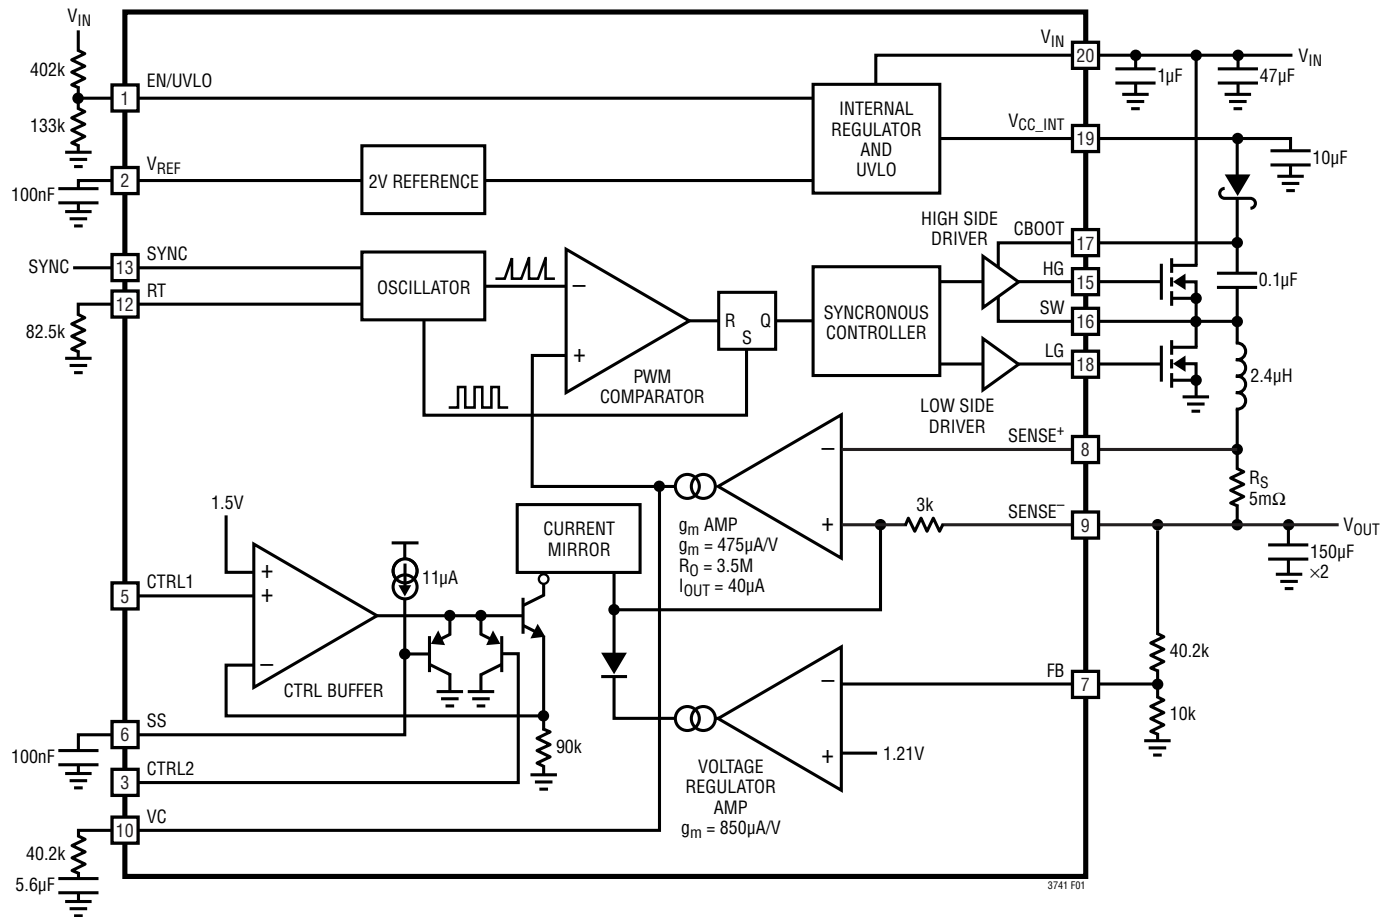 VIN
402k
133k
1
EN/UVLO
VIN
20
VIN
1µF
47µF
INTERNAL
REGULATOR
AND
UVLO
VCC_INT
19
10µF
100nF
2
VREF
2V REFERENCE
HIGH SIDE
DRIVER
CBOOT
17
SYNC
13
SYNC
12
RT
82.5k
OSCILLATOR
–
+
PWM
COMPARATOR
R
Q
S
SYNCRONOUS
CONTROLLER
HG
15
0.1µF
SW
16
LG
18
2.4µH
LOW SIDE
DRIVER
SENSE+
8
RS
5mΩ
–
+
3k
SENSE–
9
VOUT
150µF
×2
gm AMP
gm = 475µA/V
RO = 3.5M
IOUT = 40µA
1.5V
CURRENT
MIRROR
11µA
5
CTRL1
+
+
–
CTRL BUFFER
40.2k
FB
7
10k
–
+
1.21V
VOLTAGE
REGULATOR
AMP
gm = 850µA/V
100nF
6
SS
90k
3
CTRL2
10
VC
40.2k
5.6µF
3741 F01